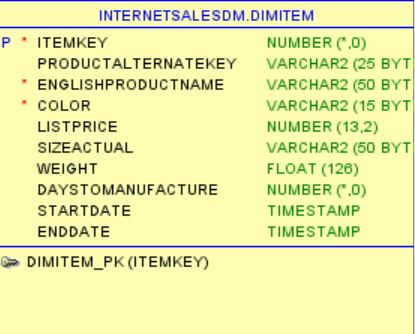 INTERNETSALESDM.DIMITEM
P * ITEMKEY NUMBER (*,0)
PRODUCTALTERNATEKEY VARCHAR2 (25 BYT
* ENGLISHPRODUCTNAME VARCHAR2 (50 BYT
* COLOR VARCHAR2 (15 BYT
LISTPRICE NUMBER (13,2)
SIZEACTUAL VARCHAR2 (50 BYT
WEIGHT FLOAT (126)
DAYSTOMANUFACTURE NUMBER (*,0)
STARTDATE TIMESTAMP
ENDDATE TIMESTAMP
DIMITEM_PK (ITEMKEY)